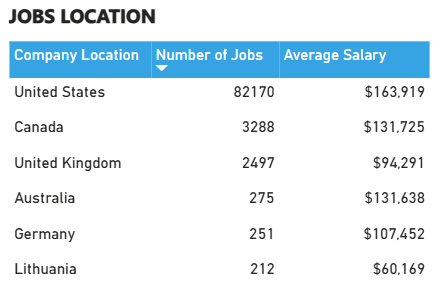 JOBS LOCATION
Company Location Number of Jobs Average Salary
United States 82170 $163,919
Canada 3288 $131,725
United Kingdom 2497 $94,291
Australia 275 $131,638
Germany 251 $107,452
Lithuania 212 $60,169